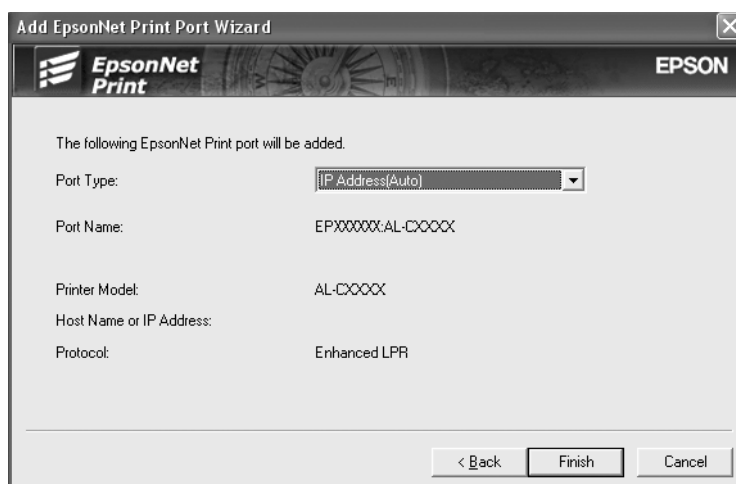 Add EpsonNet Print Port Wizard
EpsonNet
Print
EPSON
The following EpsonNet Print port will be added.
Port Type:
IP Address(Auto)
Port Name:
EPXXXXXX:AL-CXXXX
Printer Model:
AL-CXXXX
Host Name or IP Address:
Protocol:
Enhanced LPR
< Back
Finish
Cancel